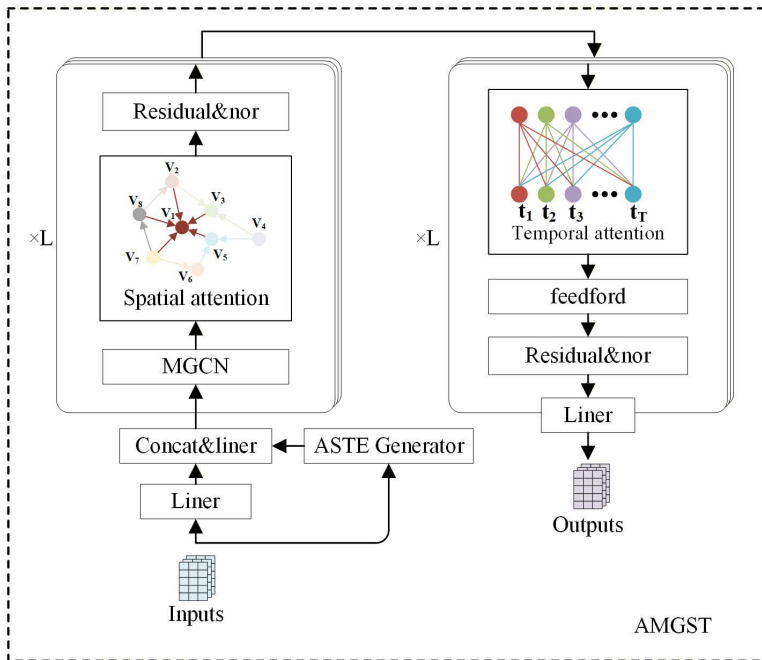 Residual&nor
V2
V3
V8
V1
V4
V5
V7
V6
Spatial attention
×L
MGCN
Concat&liner
ASTE Generator
Liner
Inputs
t1 t2 t3 ••• tT
Temporal attention
×L
feedford
Residual&nor
Liner
Outputs
AMGST